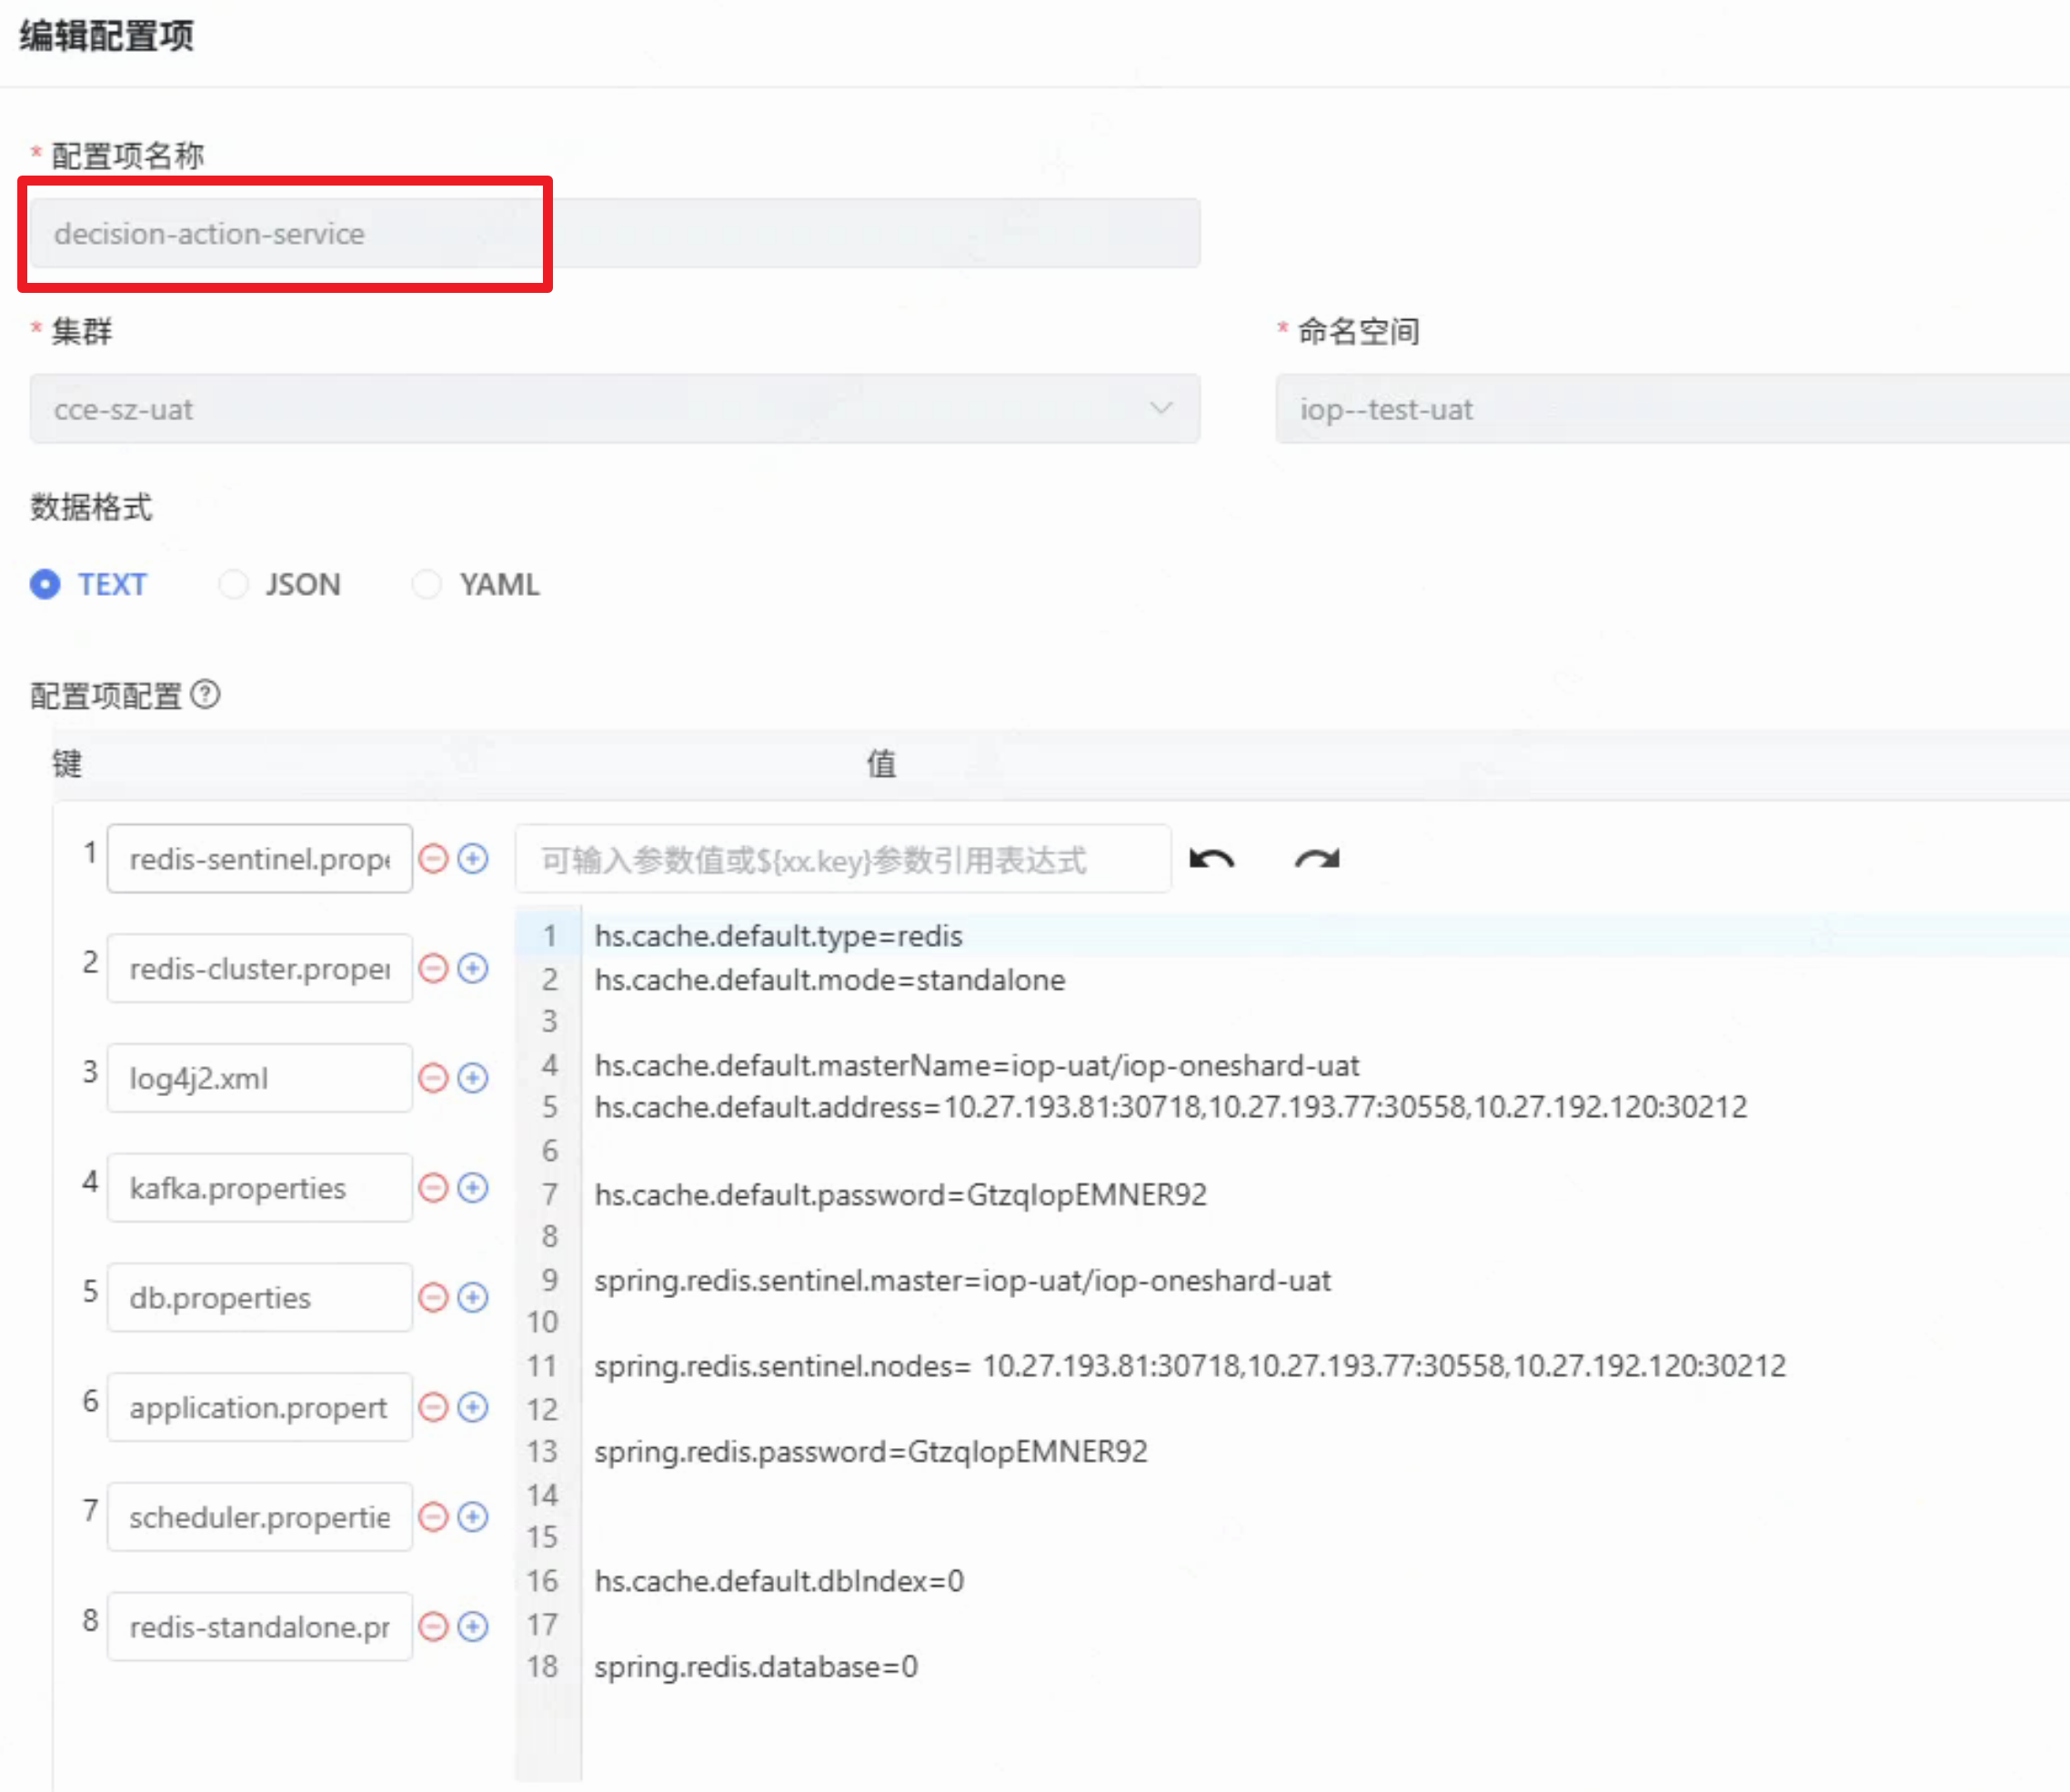 编辑配置项
* 配置项名称
decision-action-service
* 集群
* 命名空间
cce-sz-uat
iop--test-uat
数据格式
TEXT
JSON
YAML
配置项配置
键
值
1 redis-sentinel.prope
2 redis-cluster.proper
3 log4j2.xml
4 kafka.properties
5 db.properties
6 application.propert
7 scheduler.propertie
8 redis-standalone.pr
可输入参数值或${xx.key}参数引用表达式
1 hs.cache.default.type=redis
2 hs.cache.default.mode=standalone
3
4 hs.cache.default.masterName=iop-uat/iop-oneshard-uat
5 hs.cache.default.address=10.27.193.81:30718,10.27.193.77:30558,10.27.192.120:30212
6
7 hs.cache.default.password=GtzqIopEMNER92
8
9 spring.redis.sentinel.master=iop-uat/iop-oneshard-uat
10
11 spring.redis.sentinel.nodes= 10.27.193.81:30718,10.27.193.77:30558,10.27.192.120:30212
12
13 spring.redis.password=GtzqIopEMNER92
14
15
16 hs.cache.default.dbIndex=0
17
18 spring.redis.database=0